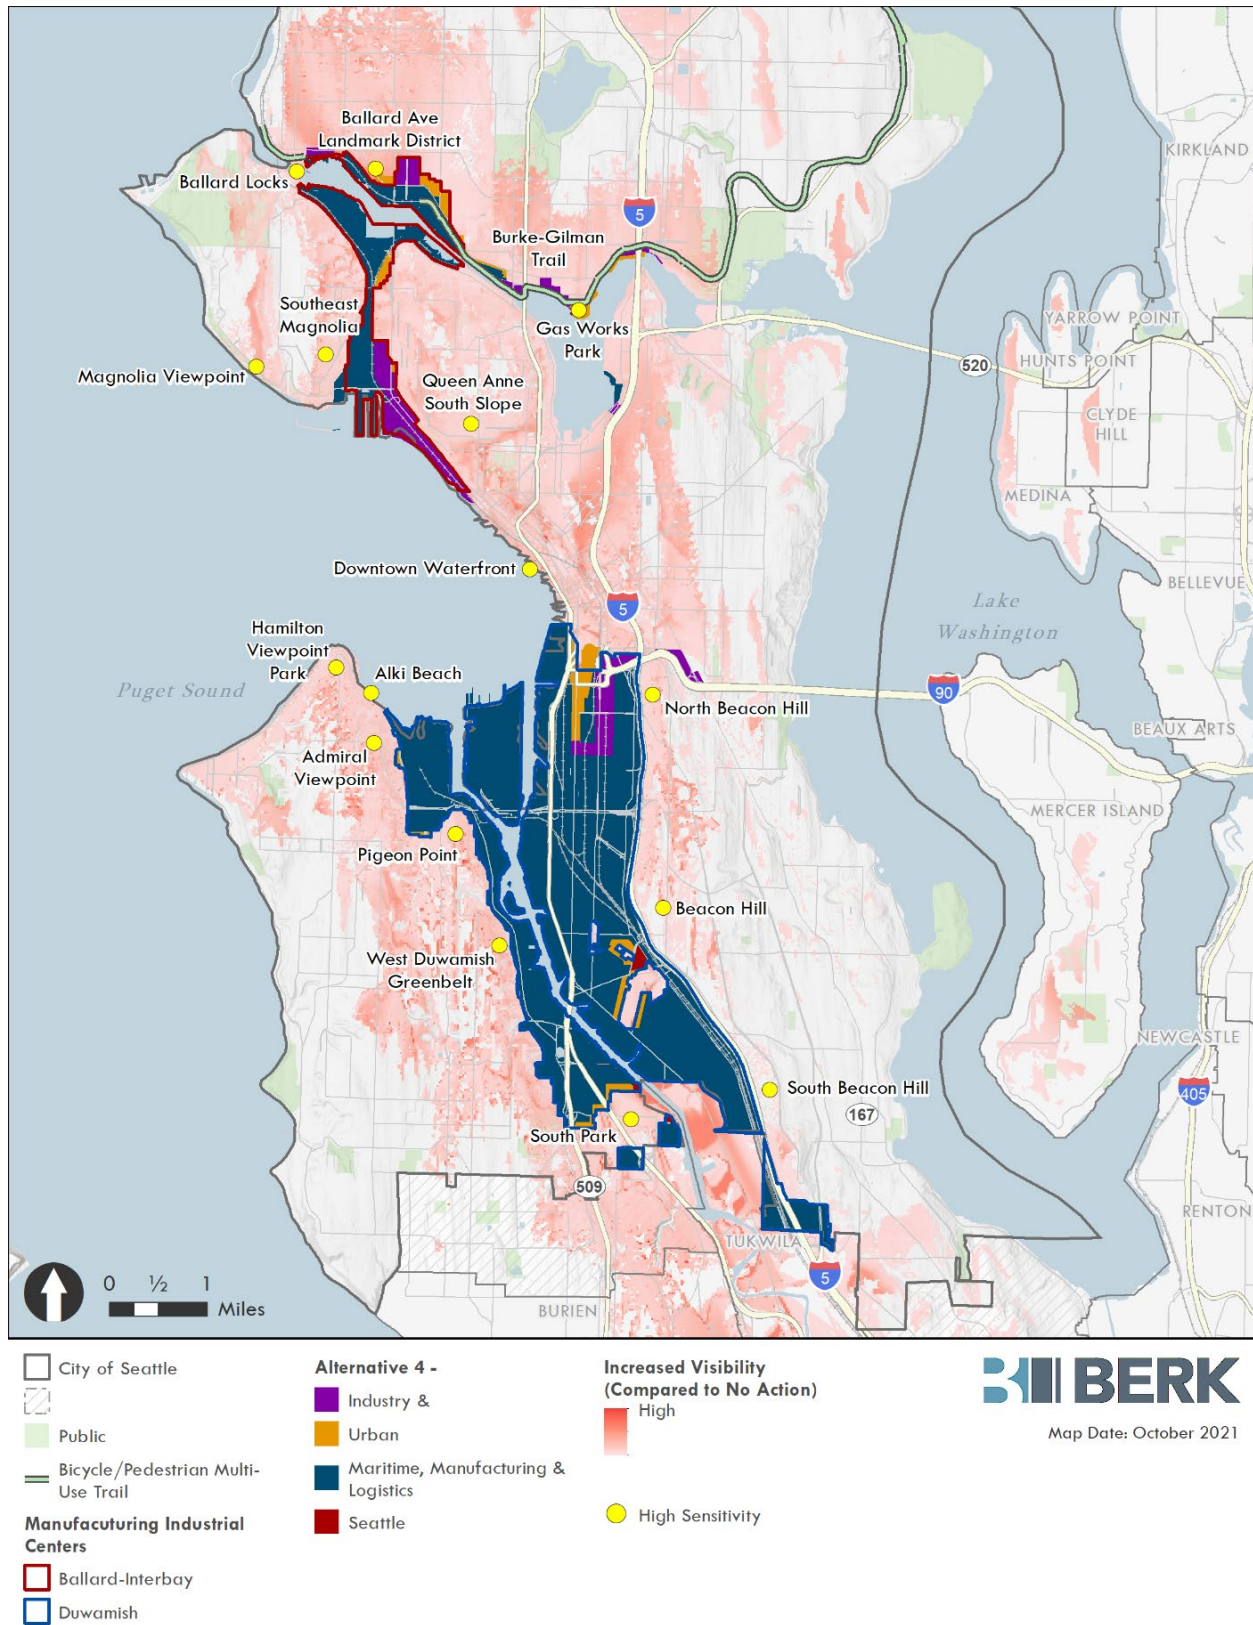 Ballard Ave
Landmark District
KIRKLAND
Ballard Locks
5
Burke-Gilman
Trail
Southeast
Magnolia
Gas Works
Park
YARROW POINT
HUNTS POINT
520
Magnolia Viewpoint
Queen Anne
South Slope
CLYDE
HILL
MEDINA
Downtown Waterfront
BELLEVUE
5
Lake
Washington
Hamilton
Viewpoint
Park
Alki Beach
Puget Sound
90
North Beacon Hill
BEAUX ARTS
Admiral
Viewpoint
MERCER ISLAND
Pigeon Point
Beacon Hill
West Duwamish
Greenbelt
NEWCASTLE
South Beacon Hill
405
167
South Park
509
RENTON
TUKWILA
5
0 ½ 1
Miles
BURIEN
City of Seattle
Public
Bicycle/Pedestrian Multi-
Use Trail
Manufacuturing Industrial
Centers
Ballard-Interbay
Duwamish
Alternative 4 -
Industry &
Urban
Maritime, Manufacturing &
Logistics
Seattle
Increased Visibility
(Compared to No Action)
High
High Sensitivity
BERK
Map Date: October 2021